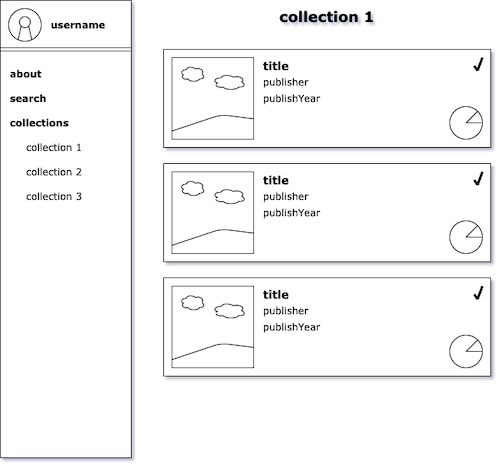 username
about
search
collections
collection 1
collection 2
collection 3
collection 1
title
publisher
publishYear
title
publisher
publishYear
title
publisher
publishYear